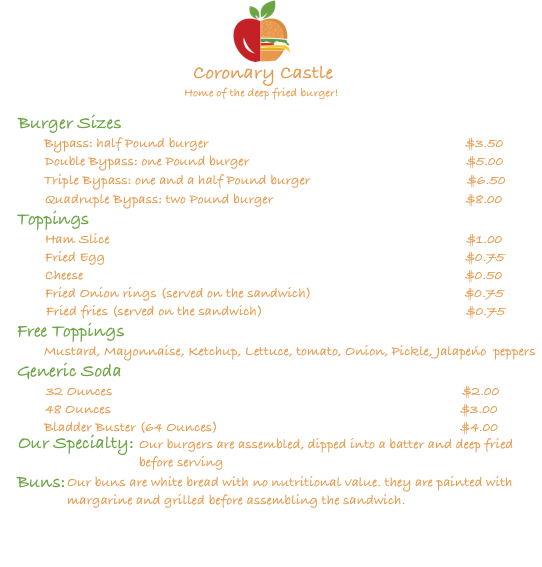 Coronary Castle
Home of the deep fried burger!
Burger Sizes
Bypass: half Pound burger $3.50
Double Bypass: one Pound burger $5.00
Triple Bypass: one and a half Pound burger $6.50
Quadruple Bypass: two Pound burger $8.00
Toppings
Ham Slice $1.00
Fried Egg $0.75
Cheese $0.50
Fried Onion rings (served on the sandwich) $0.75
Fried fries (served on the sandwich) $0.75
Free Toppings
Mustard, Mayonnaise, Ketchup, Lettuce, tomato, Onion, Pickle, Jalapeńo peppers
Generic Soda
32 Ounces $2.00
48 Ounces $3.00
Bladder Buster (64 Ounces) $4.00
Our Specialty: Our burgers are assembled, dipped into a batter and deep fried
before serving
Buns: Our buns are white bread with no nutritional value. they are painted with
margarine and grilled before assembling the sandwich.